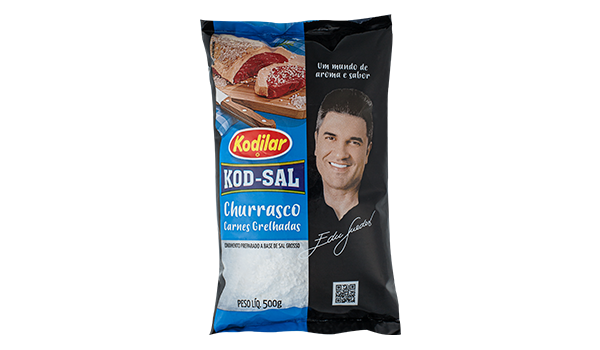 Um mundo de
aroma e sabor
Kodilar
KOD-SAL
Churrasco
Carnes Grelhadas
CONDIMENTO PREPARADO A BASE DE SAL GROSSO
Edu Guedes
PESO LÍQ. 500g